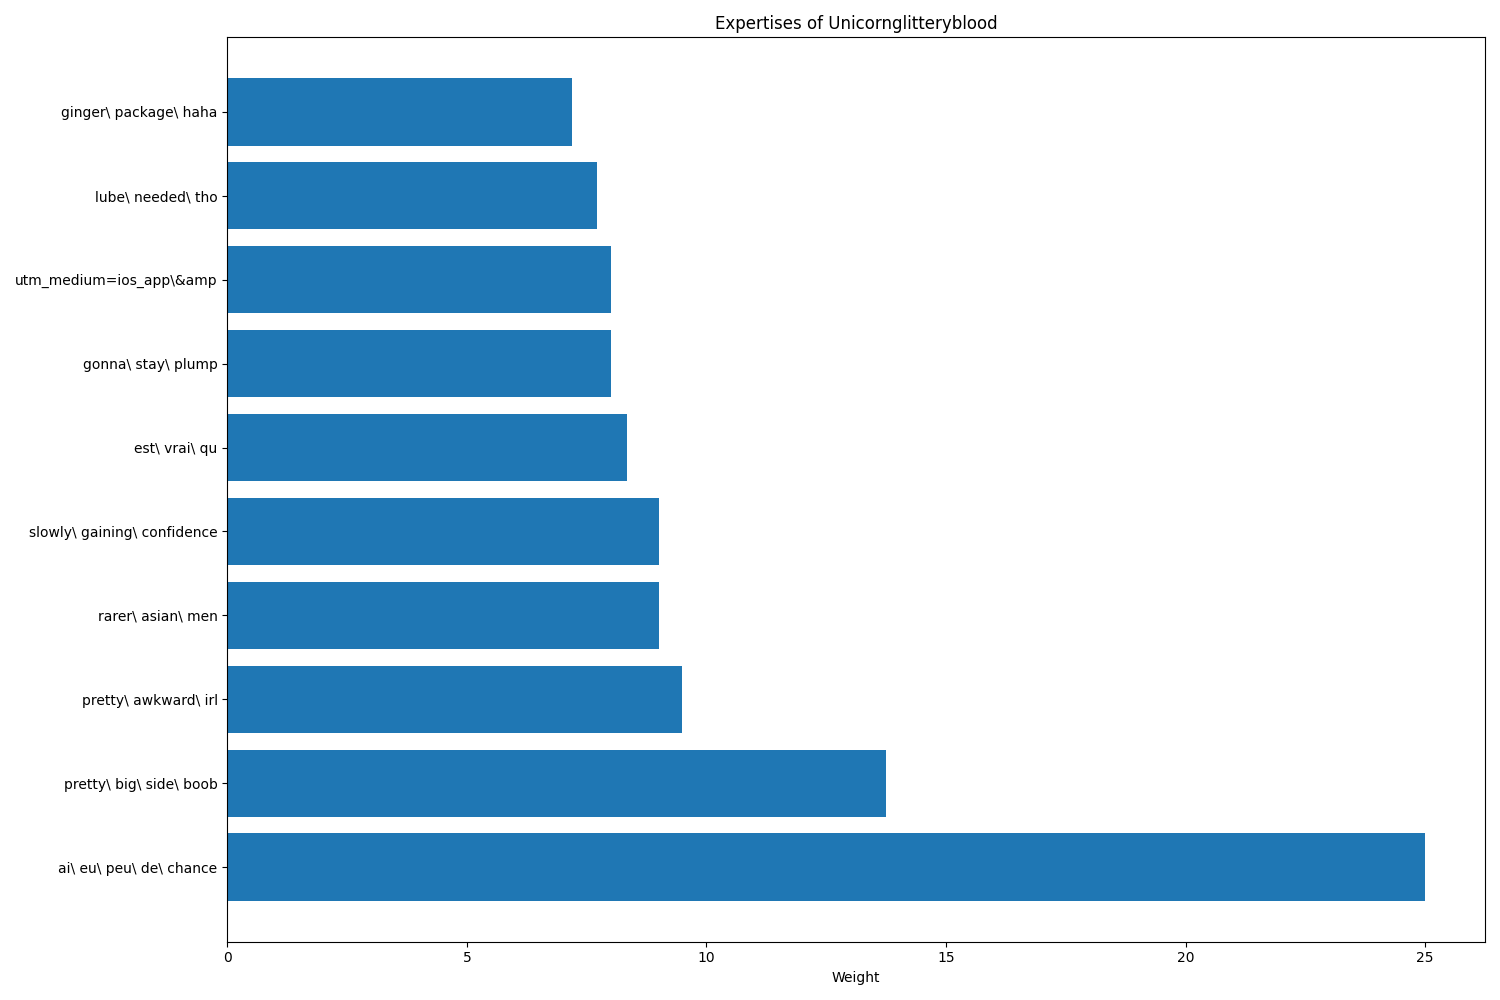 Expertises of Unicornglitteryblood
ginger\ package\ haha
lube\ needed\ tho
utm_medium=ios_app\&amp
gonna\ stay\ plump
est\ vrai\ qu
slowly\ gaining\ confidence
rarer\ asian\ men
pretty\ awkward\ irl
pretty\ big\ side\ boob
ai\ eu\ peu\ de\ chance
0 5 10 15 20 25
Weight